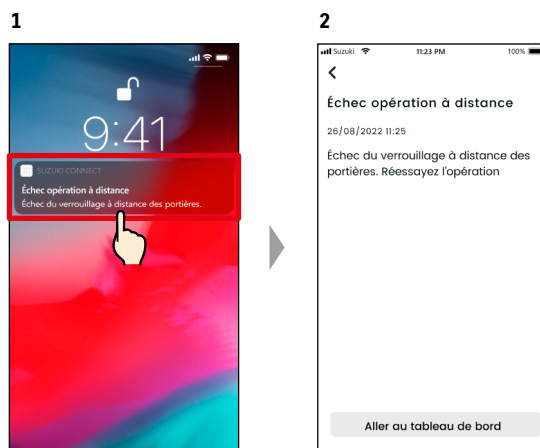 1
9:41
SUZUKI CONNECT
Échec opération à distance
Échec du verrouillage à distance des portières.
2
Suzuki 11:23 PM 100%
Échec opération à distance
26/08/2022 11:25
Échec du verrouillage à distance des
portières. Réessayez l'opération
Aller au tableau de bord